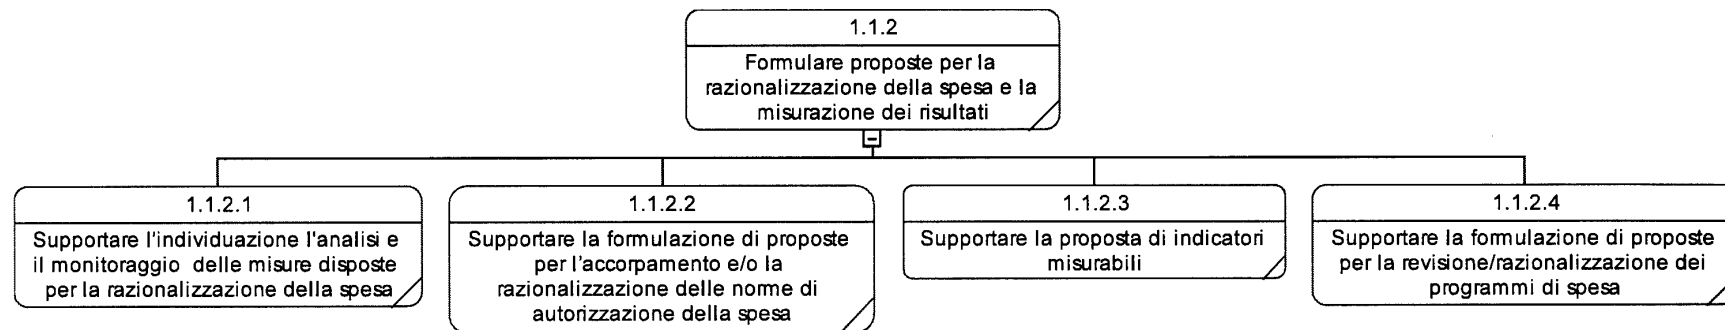 1.1.2
Formulare proposte per la
razionalizzazione della spesa e la
misurazione dei risultati
1.1.2.1
Supportare l'individuazione l'analisi e
il monitoraggio delle misure disposte
per la razionalizzazione della spesa
1.1.2.2
Supportare la formulazione di proposte
per l'accorpamento e/o la
razionalizzazione delle norme di
autorizzazione della spesa
1.1.2.3
Supportare la proposta di indicatori
misurabili
1.1.2.4
Supportare la formulazione di proposte
per la revisione/razionalizzazione dei
programmi di spesa